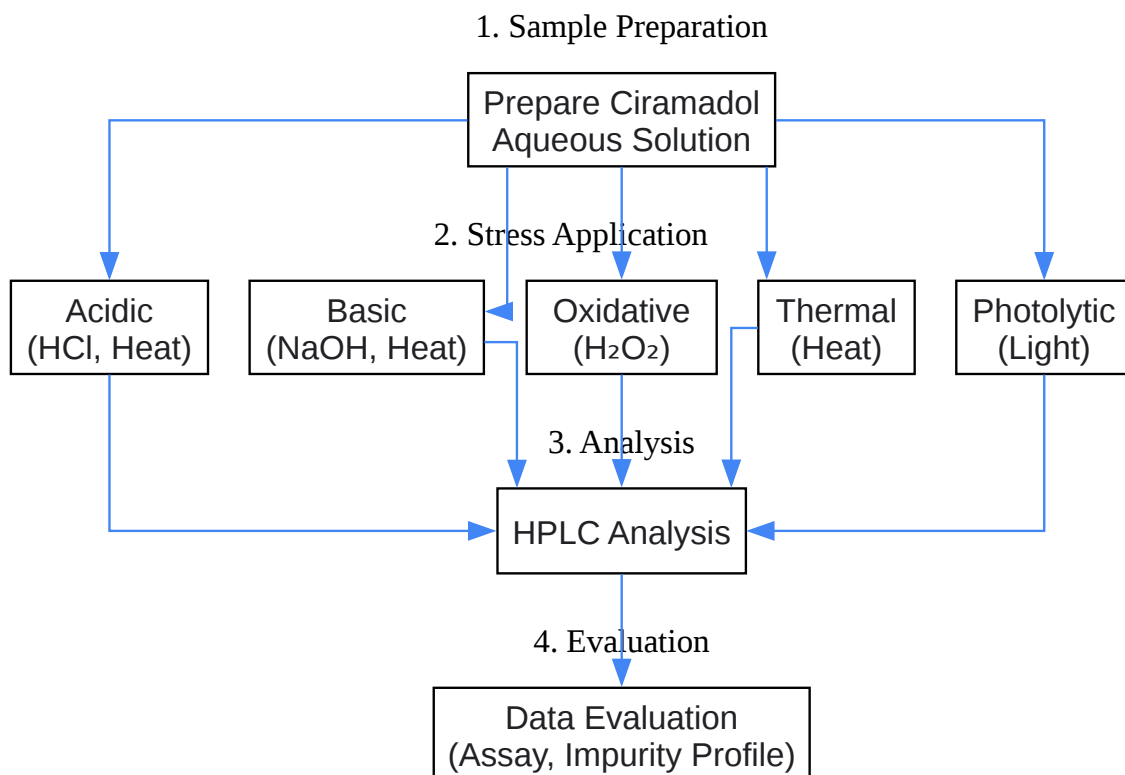 1. Sample Preparation
Prepare Ciramadol
Aqueous Solution
2. Stress Application
Acidic
(HCl, Heat)
Basic
(NaOH, Heat)
Oxidative
(H₂O₂)
Thermal
(Heat)
Photolytic
(Light)
3. Analysis
HPLC Analysis
4. Evaluation
Data Evaluation
(Assay, Impurity Profile)